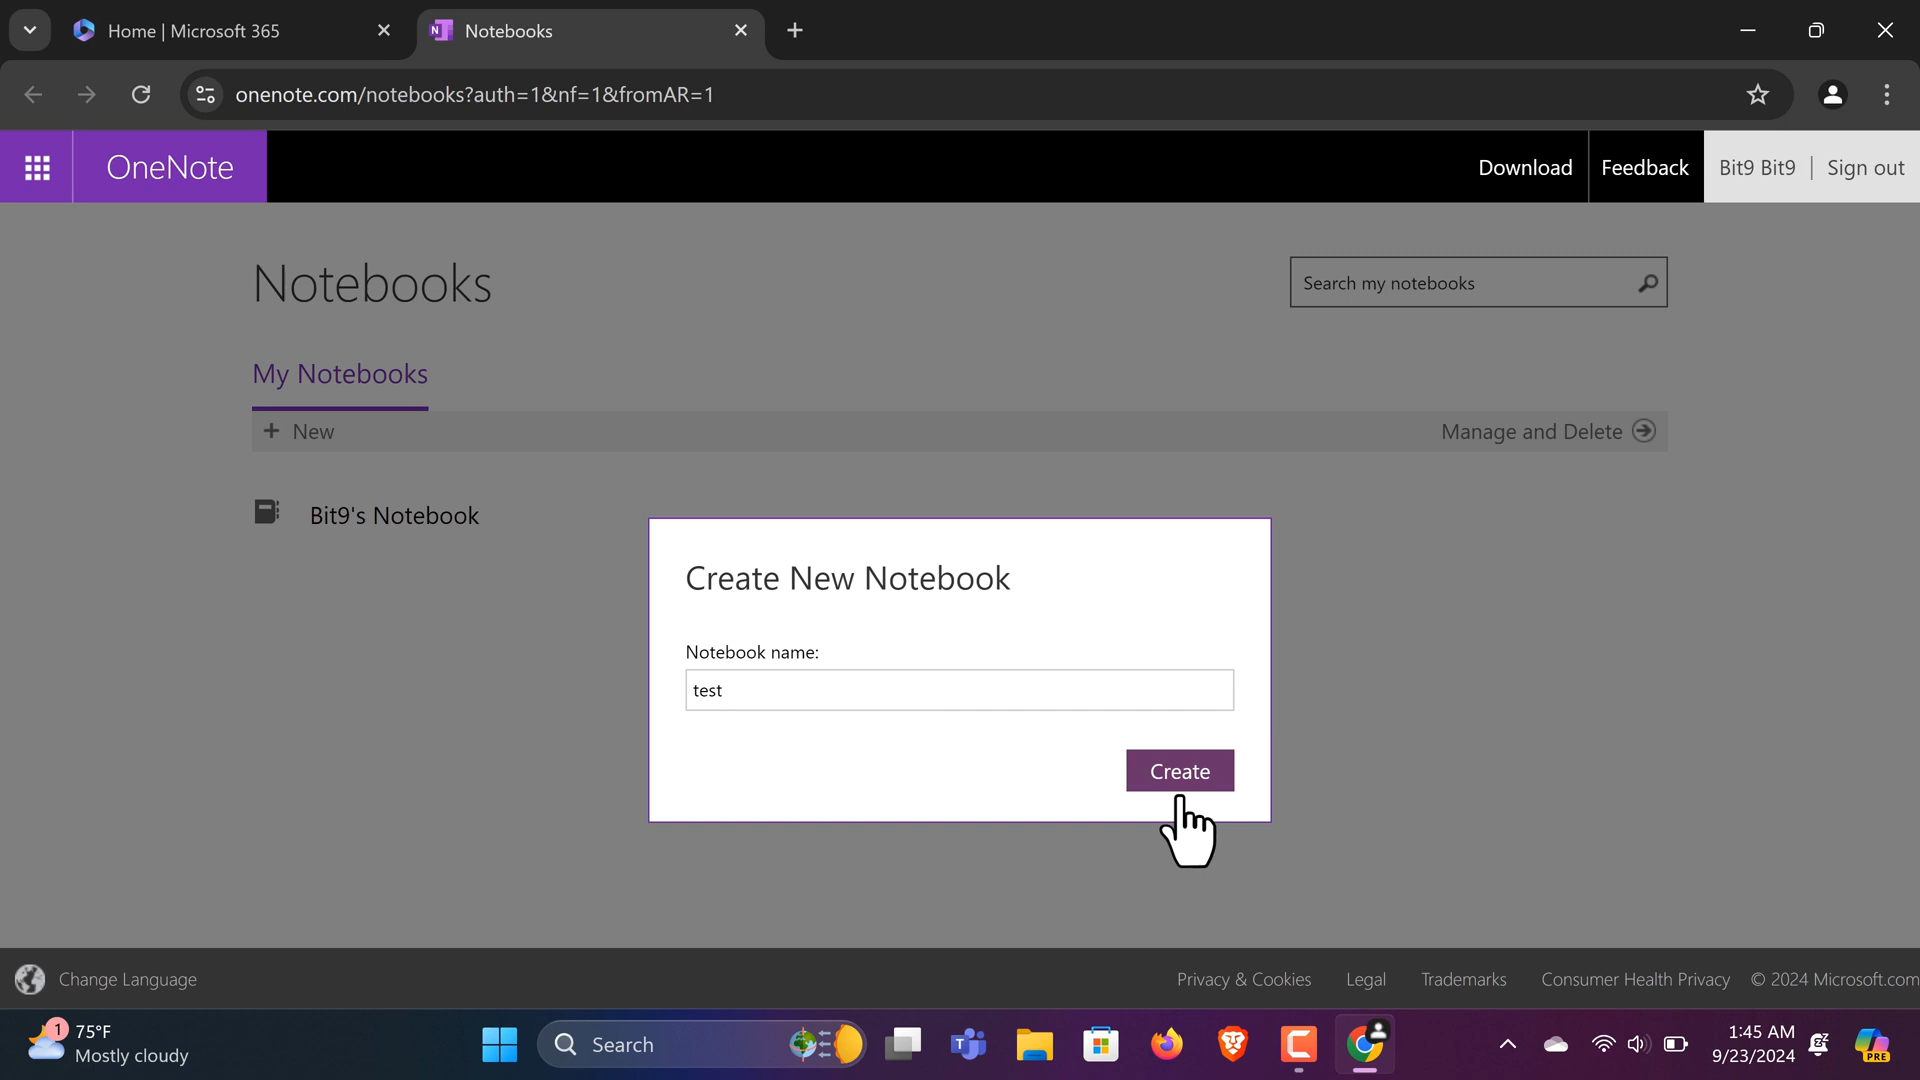 Home | Microsoft 365
Notebooks
onenote.com/notebooks?auth=1&nf=1&fromAR=1
OneNote
Download
Feedback
Bit9 Bit9 | Sign out
Notebooks
Search my notebooks
My Notebooks
+ New
Manage and Delete
Bit9's Notebook
Create New Notebook
Notebook name:
test
Create
Change Language
Privacy & Cookies
Legal
Trademarks
Consumer Health Privacy
© 2024 Microsoft.com
1
75°F
Mostly cloudy
Search
1:45 AM
9/23/2024
PRE